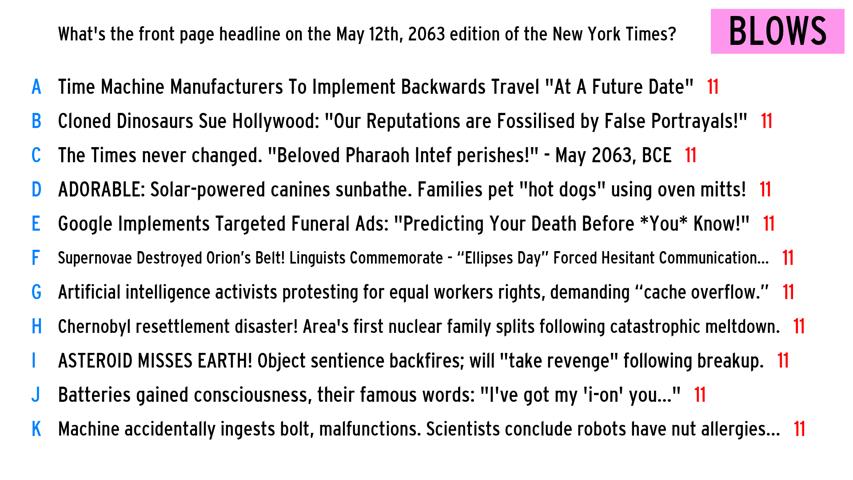 What's the front page headline on the May 12th, 2063 edition of the New York Times?
BLOWS
A Time Machine Manufacturers To Implement Backwards Travel "At A Future Date" 11
B Cloned Dinosaurs Sue Hollywood: "Our Reputations are Fossilised by False Portrayals!" 11
C The Times never changed. "Beloved Pharaoh Intef perishes!" - May 2063, BCE 11
D ADORABLE: Solar-powered canines sunbathe. Families pet "hot dogs" using oven mitts! 11
E Google Implements Targeted Funeral Ads: "Predicting Your Death Before *You* Know!" 11
F Supernovae Destroyed Orion’s Belt! Linguists Commemorate - “Ellipses Day” Forced Hesitant Communication... 11
G Artificial intelligence activists protesting for equal workers rights, demanding “cache overflow.” 11
H Chernobyl resettlement disaster! Area's first nuclear family splits following catastrophic meltdown. 11
I ASTEROID MISSES EARTH! Object sentience backfires; will "take revenge" following breakup. 11
J Batteries gained consciousness, their famous words: "I've got my 'i-on' you..." 11
K Machine accidentally ingests bolt, malfunctions. Scientists conclude robots have nut allergies... 11